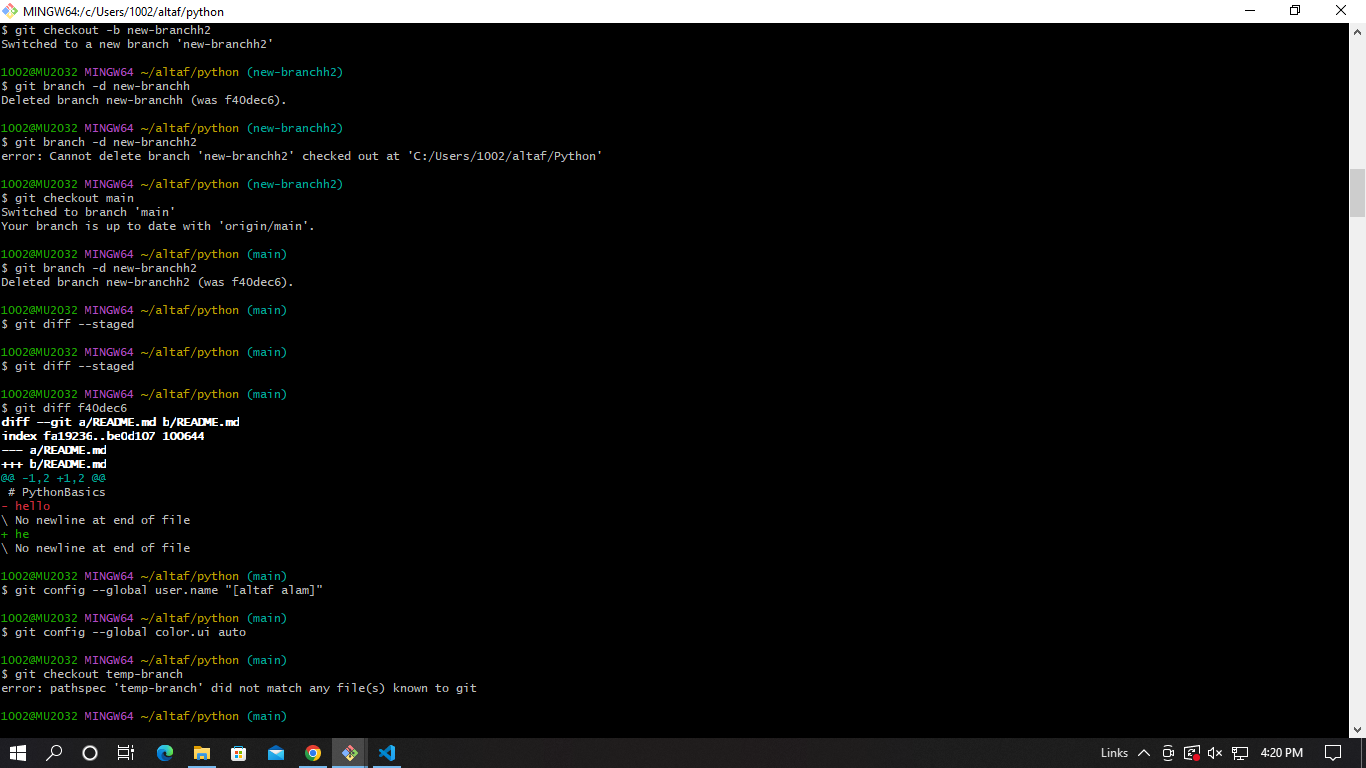 MINGW64:/c/Users/1002/altaf/python
$ git checkout -b new-branchh2
Switched to a new branch 'new-branchh2'
1002@MU2032 MINGW64 ~/altaf/python (new-branchh2)
$ git branch -d new-branchh
Deleted branch new-branchh (was f40dec6).
1002@MU2032 MINGW64 ~/altaf/python (new-branchh2)
$ git branch -d new-branchh2
error: Cannot delete branch 'new-branchh2' checked out at 'C:/Users/1002/altaf/Python'
1002@MU2032 MINGW64 ~/altaf/python (new-branchh2)
$ git checkout main
Switched to branch 'main'
Your branch is up to date with 'origin/main'.
1002@MU2032 MINGW64 ~/altaf/python (main)
$ git branch -d new-branchh2
Deleted branch new-branchh2 (was f40dec6).
1002@MU2032 MINGW64 ~/altaf/python (main)
$ git diff --staged
1002@MU2032 MINGW64 ~/altaf/python (main)
$ git diff --staged
1002@MU2032 MINGW64 ~/altaf/python (main)
$ git diff f40dec6
diff --git a/README.md b/README.md
index fa19236..be0d107 100644
--- a/README.md
+++ b/README.md
@@ -1,2 +1,2 @@
# PythonBasics
- hello
\ No newline at end of file
+ he
\ No newline at end of file
1002@MU2032 MINGW64 ~/altaf/python (main)
$ git config --global user.name "[altaf alam]"
1002@MU2032 MINGW64 ~/altaf/python (main)
$ git config --global color.ui auto
1002@MU2032 MINGW64 ~/altaf/python (main)
$ git checkout temp-branch
error: pathspec 'temp-branch' did not match any file(s) known to git
1002@MU2032 MINGW64 ~/altaf/python (main)
Links
4:20 PM